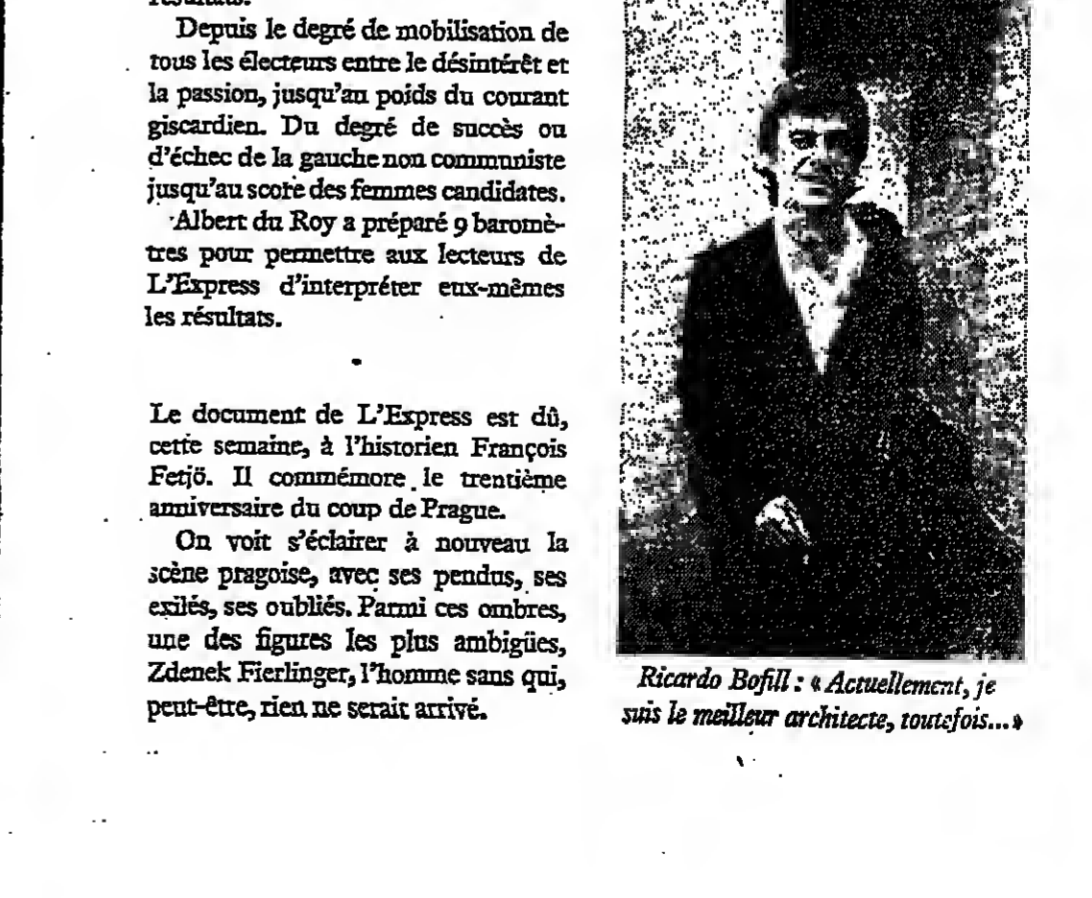 résultats.
Depuis le degré de mobilisation de
tous les électeurs entre le désintérêt et
la passion, jusqu'au poids du courant
giscardien. Du degré de succès ou
d'échec de la gauche non communiste
jusqu'au score des femmes candidates.
Albert du Roy a préparé 9 baromè-
tres pour permettre aux lecteurs de
L'Express d'interpréter eux-mêmes
les résultats.
Le document de L'Express est dû,
cette semaine, à l'historien François
Fetjö. Il commémore le trentième
anniversaire du coup de Prague.
On voit s'éclairer à nouveau la
scène pragoise, avec ses pendus, ses
exilés, ses oubliés. Parmi ces ombres,
une des figures les plus ambigües,
Zdenek Fierlinger, l'homme sans qui,
peut-être, rien ne serait arrivé.
Ricardo Bofill : « Actuellement, je
suis le meilleur architecte, toutefois... »